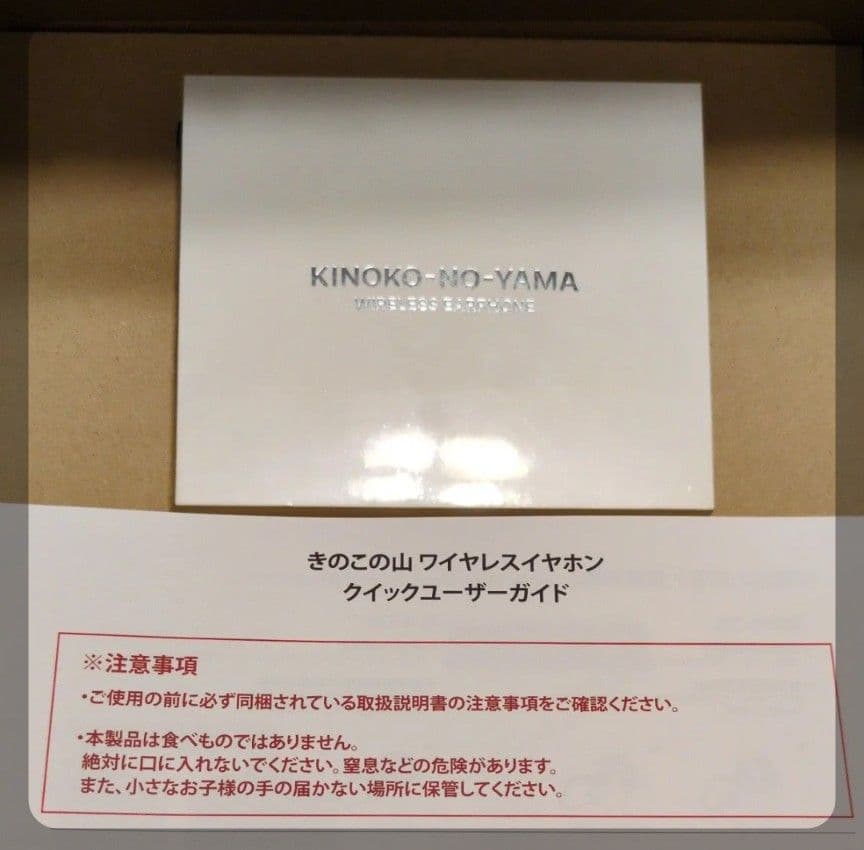 KINOKO-NO-YAMA
WIRELESS EARPHONE
きのこの山 ワイヤレスイヤホン
クイックユーザーガイド
※注意事項
・ご使用の前に必ず同梱されている取扱説明書の注意事項をご確認ください。
・本製品は食べものではありません。
絶対に口に入れないでください。窒息などの危険があります。
また、小さなお子様の手の届かない場所に保管してください。